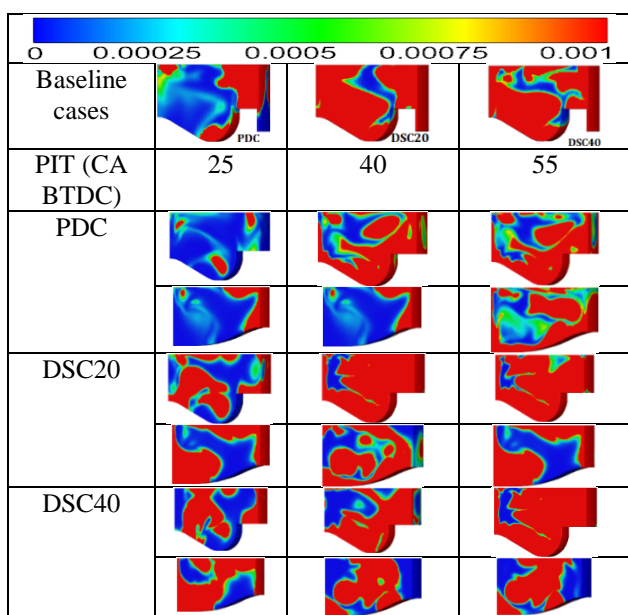 0 0.00025 0.0005 0.00075 0.001
Baseline
cases
PDC
DSC20
DSC40
PIT (CA
BTDC)
25
40
55
PDC
DSC20
DSC40